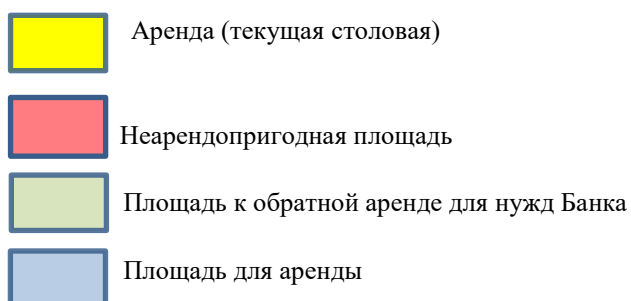 Аренда (текущая столовая)
Неарендопригодная площадь
Площадь к обратной аренде для нужд Банка
Площадь для аренды